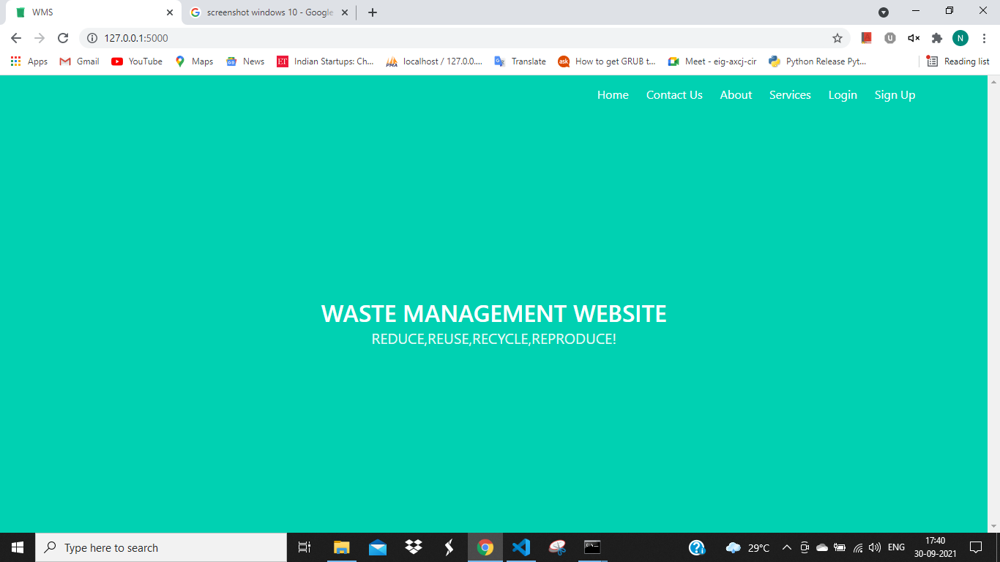 WMS
screenshot windows 10 - Google
127.0.0.1:5000
N
Apps Gmail YouTube Maps News ET Indian Startups: Ch... PMA localhost / 127.0.0.... Translate ask How to get GRUB t... Meet - eig-axcj-cir Python Release Pyt... Reading list
Home Contact Us About Services Login Sign Up
WASTE MANAGEMENT WEBSITE
REDUCE,REUSE,RECYCLE,REPRODUCE!
Type here to search
29°C
ENG
17:40
30-09-2021